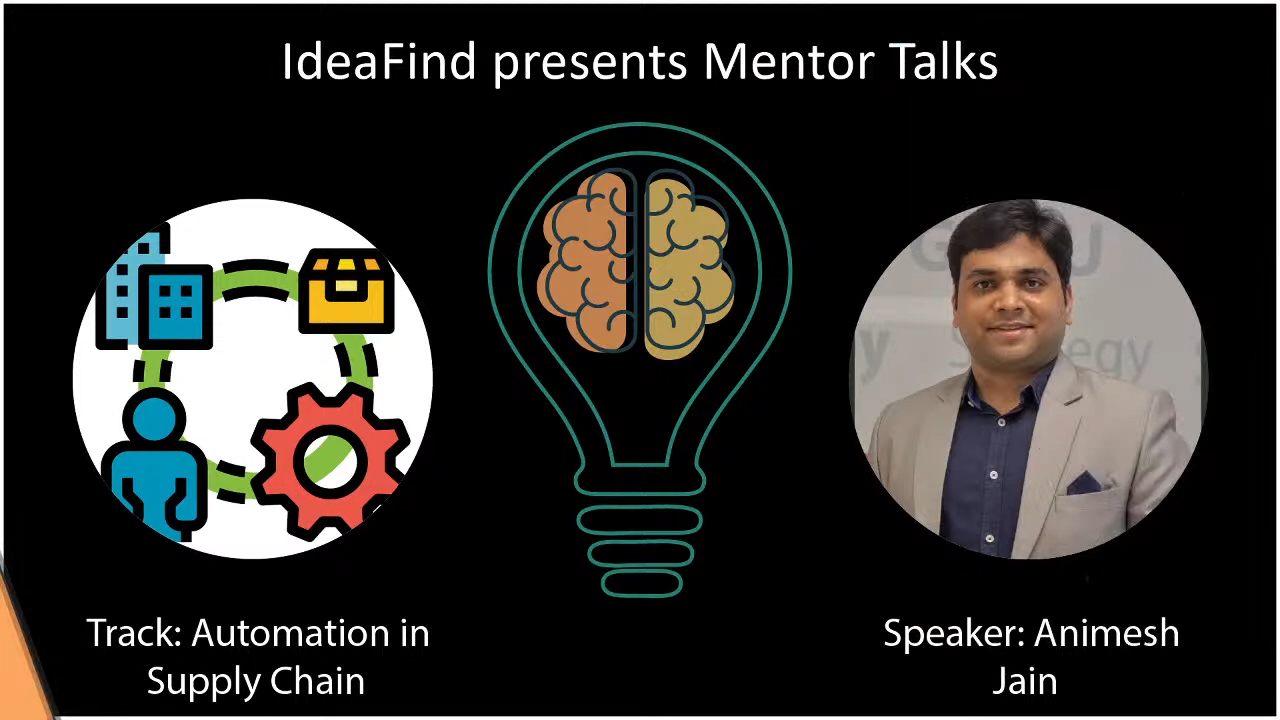 IdeaFind presents Mentor Talks
Track: Automation in
Supply Chain
Speaker: Animesh
Jain